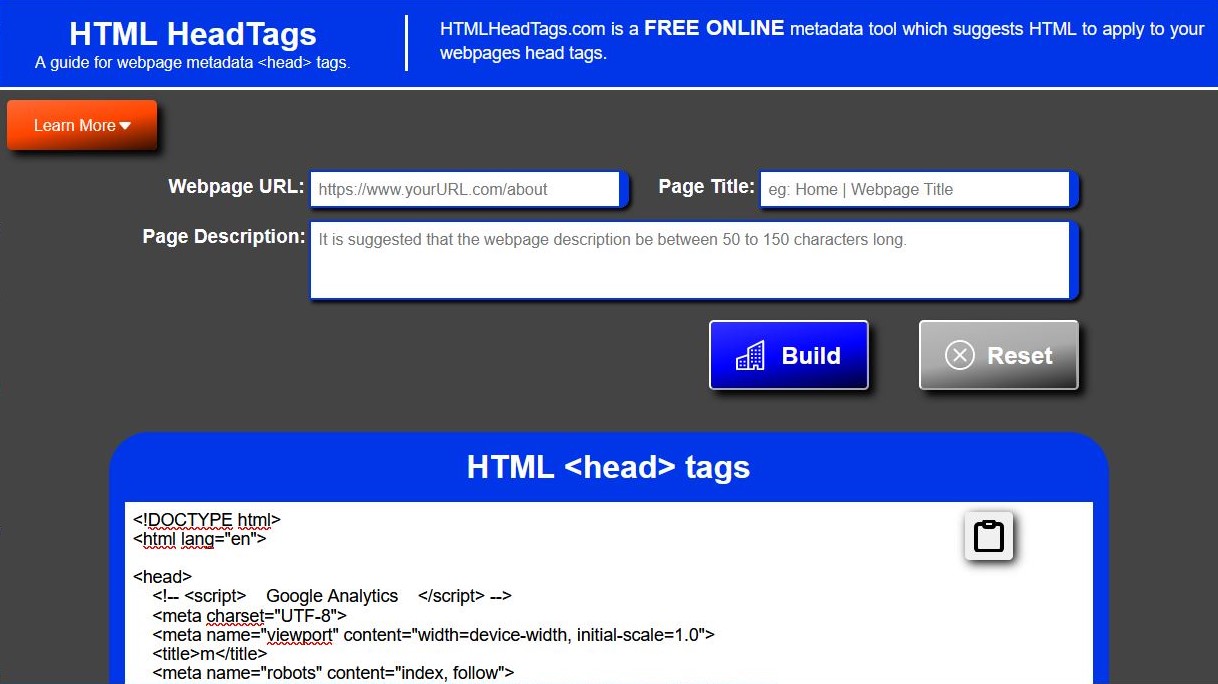 HTML HeadTags
A guide for webpage metadata <head> tags.
HTMLHeadTags.com is a FREE ONLINE metadata tool which suggests HTML to apply to your
webpages head tags.
Learn More
Webpage URL: https://www.yourURL.com/about Page Title: eg: Home | Webpage Title
Page Description: It is suggested that the webpage description be between 50 to 150 characters long.
Build Reset
HTML <head> tags
<!DOCTYPE html>
<html lang="en">
<head>
<!-- <script> Google Analytics </script> -->
<meta charset="UTF-8">
<meta name="viewport" content="width=device-width, initial-scale=1.0">
<title>m</title>
<meta name="robots" content="index, follow">